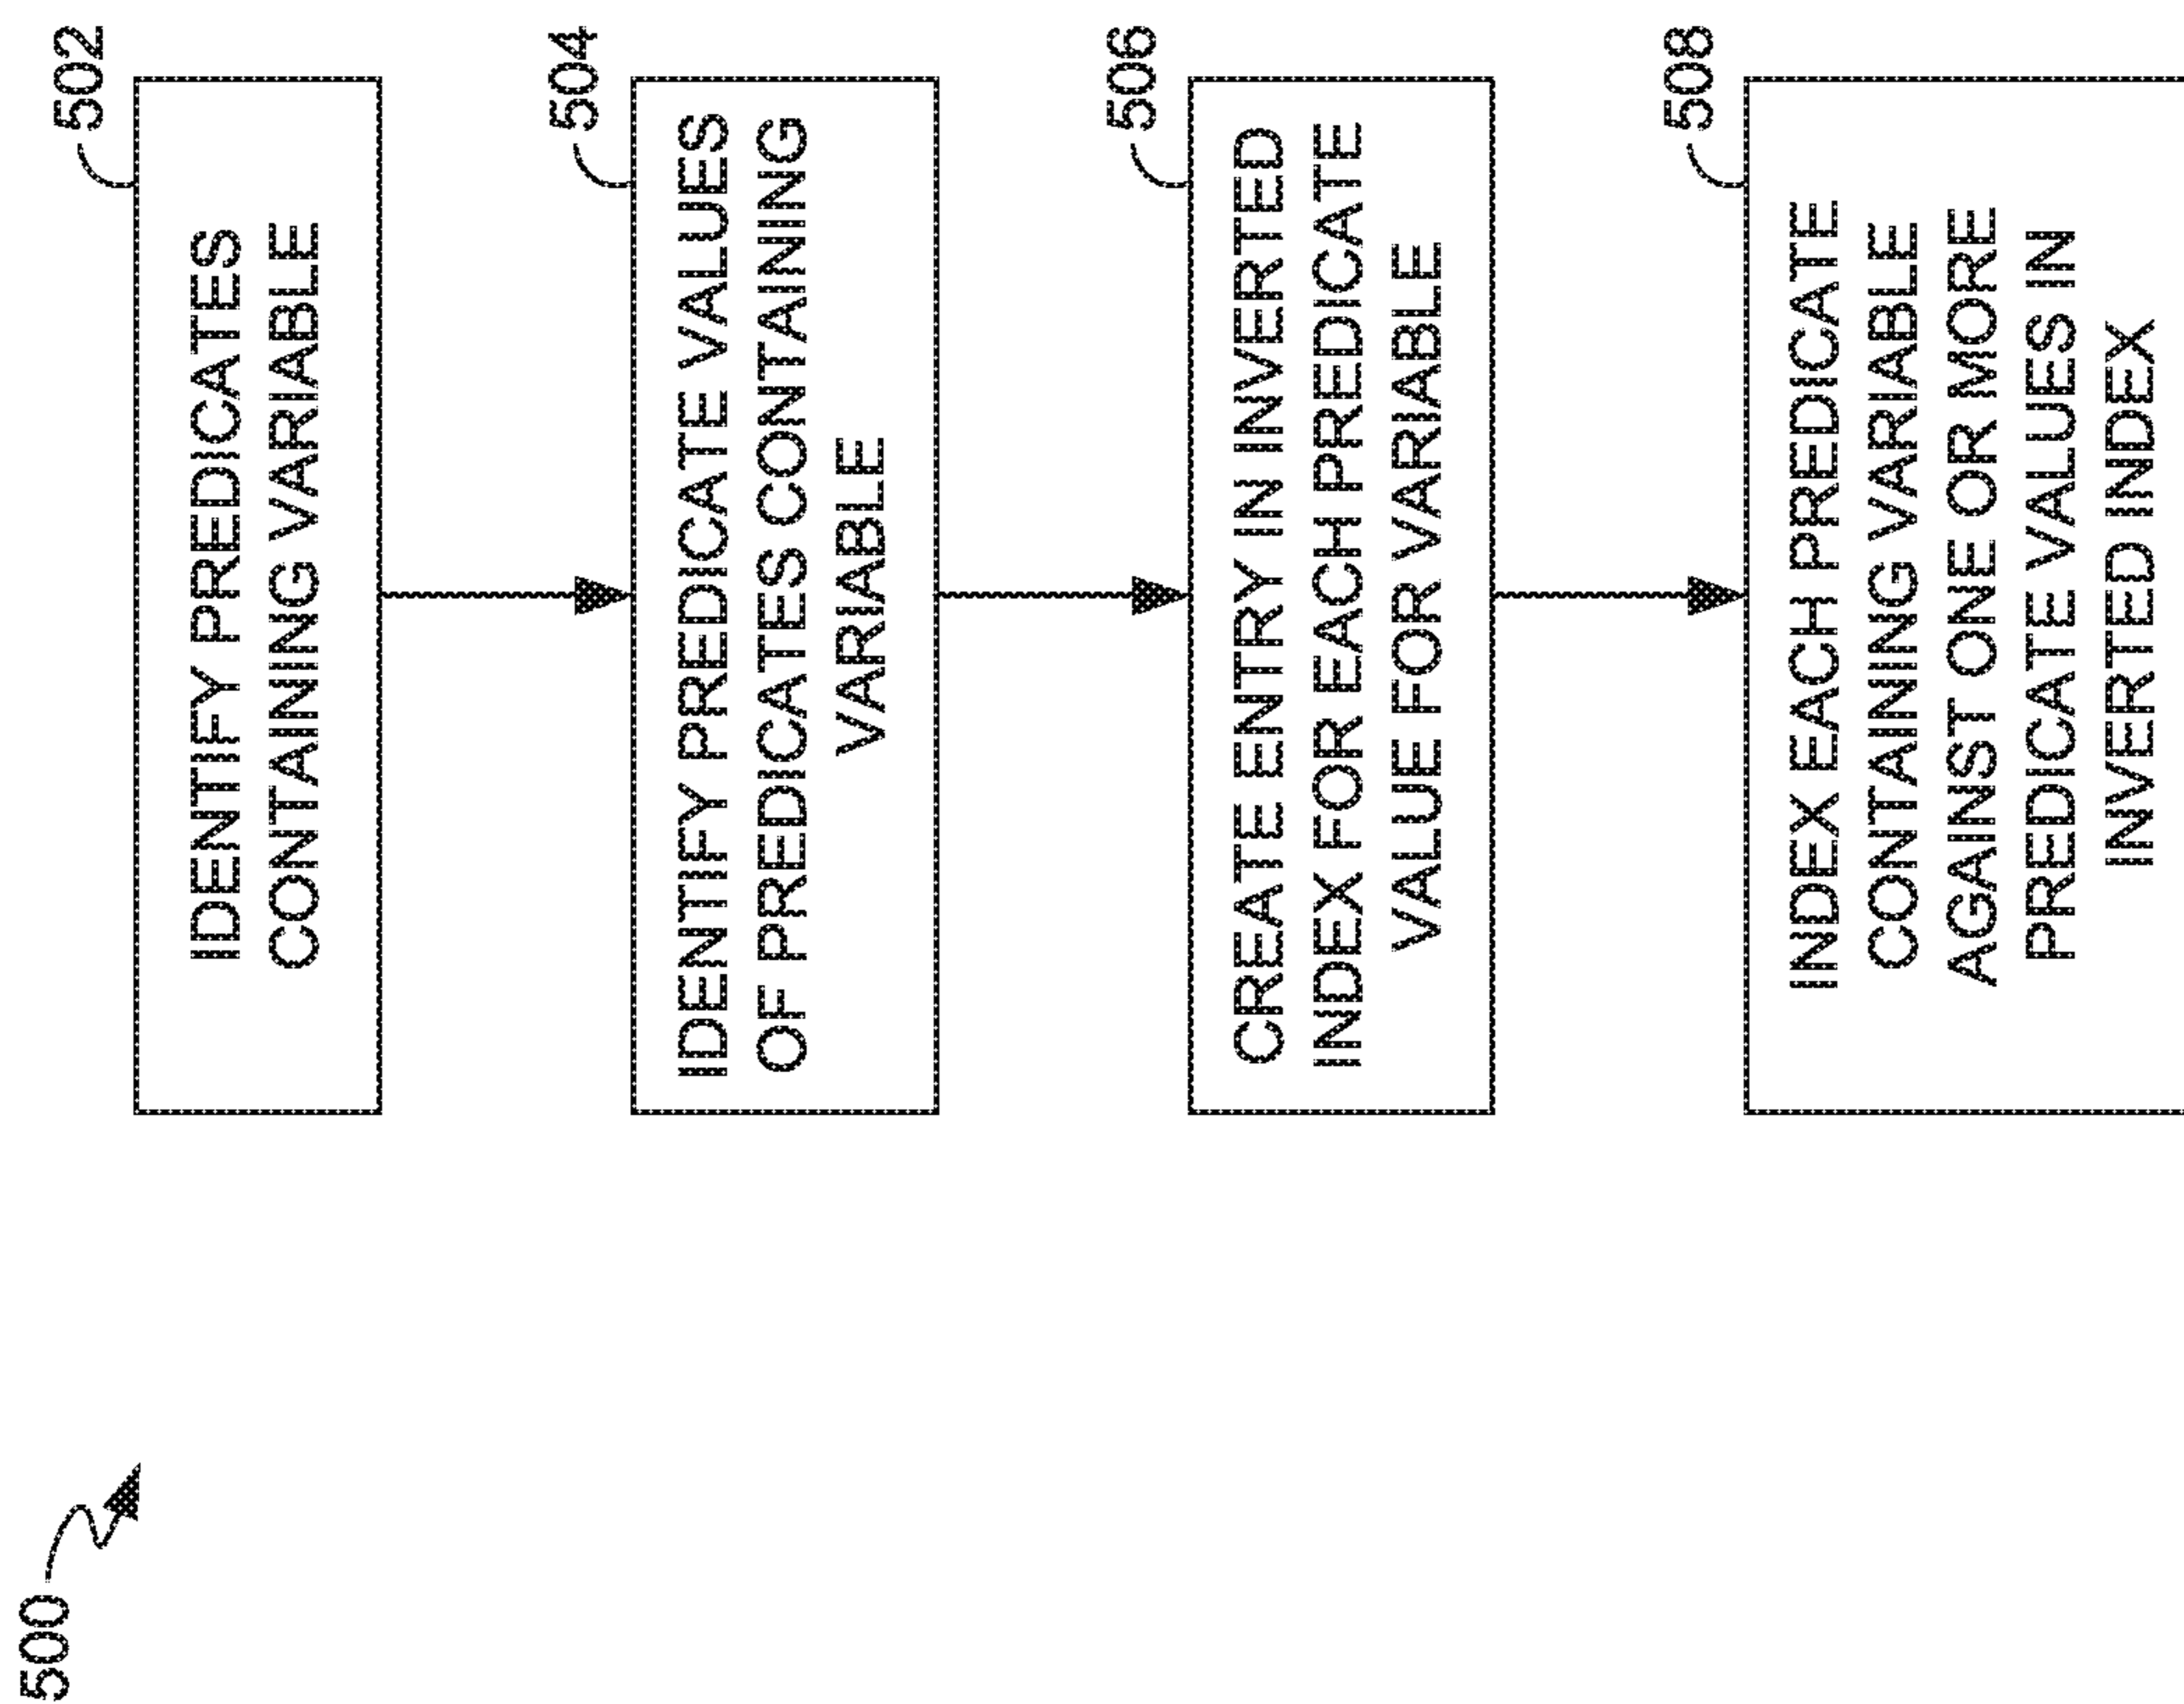 500
502
IDENTIFY PREDICATES
CONTAINING VARIABLE
504
IDENTIFY PREDICATE VALUES
OF PREDICATES CONTAINING
VARIABLE
506
CREATE ENTRY IN INVERTED
INDEX FOR EACH PREDICATE
VALUE FOR VARIABLE
508
INDEX EACH PREDICATE
CONTAINING VARIABLE
AGAINST ONE OR MORE
PREDICATE VALUES IN
INVERTED INDEX